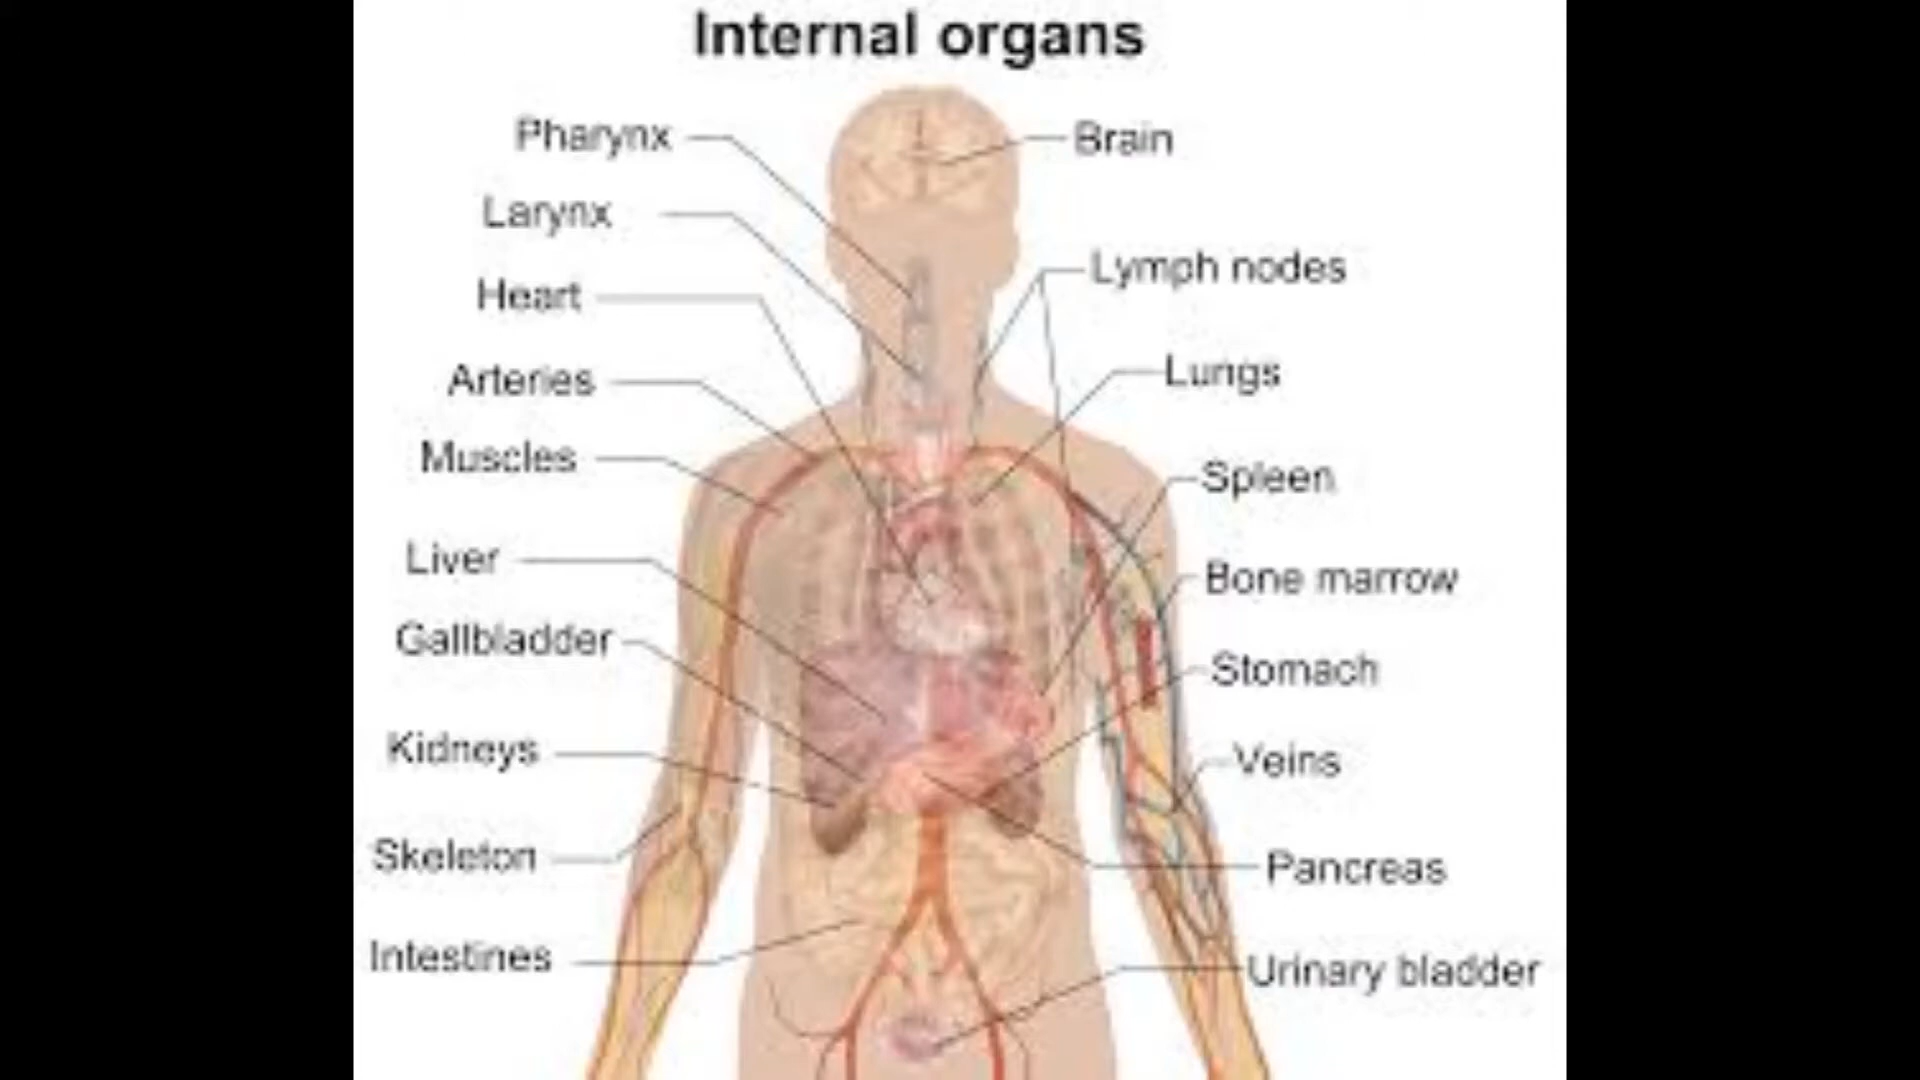 Internal organs
Pharynx
Brain
Larynx
Lymph nodes
Heart
Lungs
Arteries
Muscles
Spleen
Liver
Bone marrow
Gallbladder
Stomach
Kidneys
Veins
Skeleton
Pancreas
Intestines
Urinary bladder